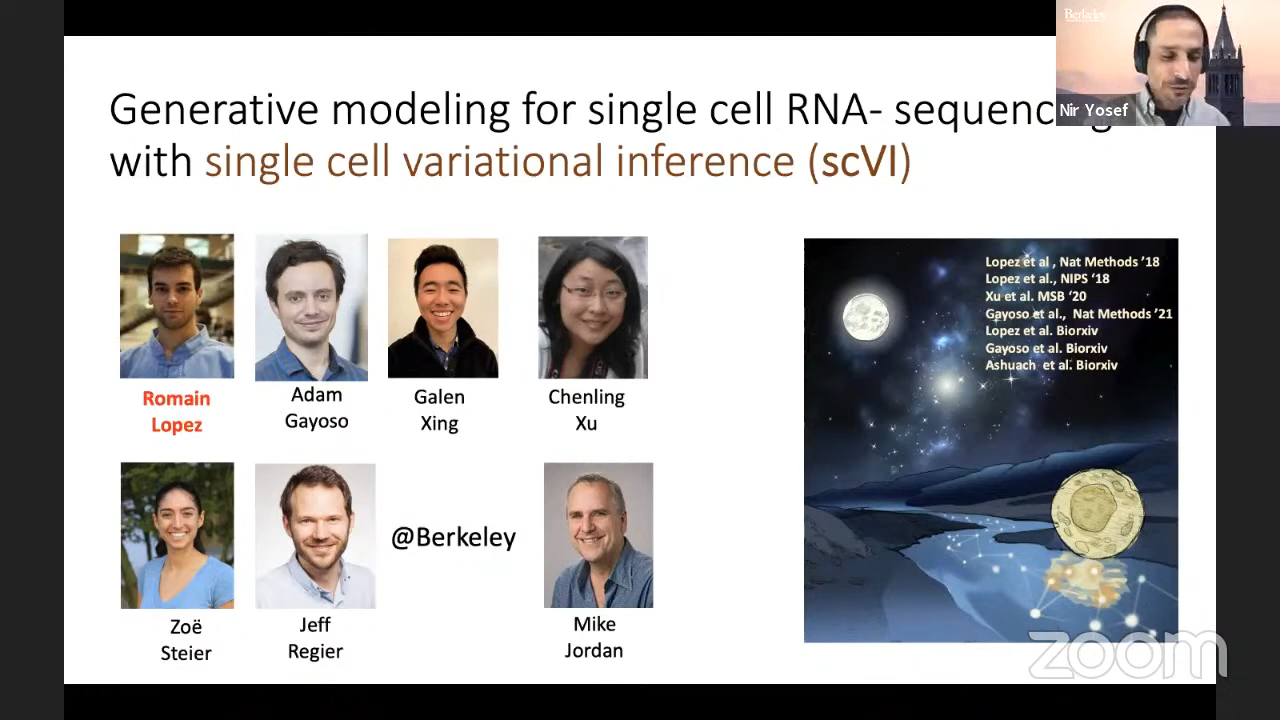 Generative modeling for single cell RNA- sequencing
with single cell variational inference (scVI)
Berkeley
Nir Yosef
Romain
Lopez
Adam
Gayoso
Galen
Xing
Chenling
Xu
Zoë
Steier
Jeff
Regier
@Berkeley
Mike
Jordan
Lopez et al , Nat Methods ’18
Lopez et al., NIPS ‘18
Xu et al. MSB ‘20
Gayoso et al., Nat Methods ’21
Lopez et al. Biorxiv
Gayoso et al. Biorxiv
Ashuach et al. Biorxiv
zoom